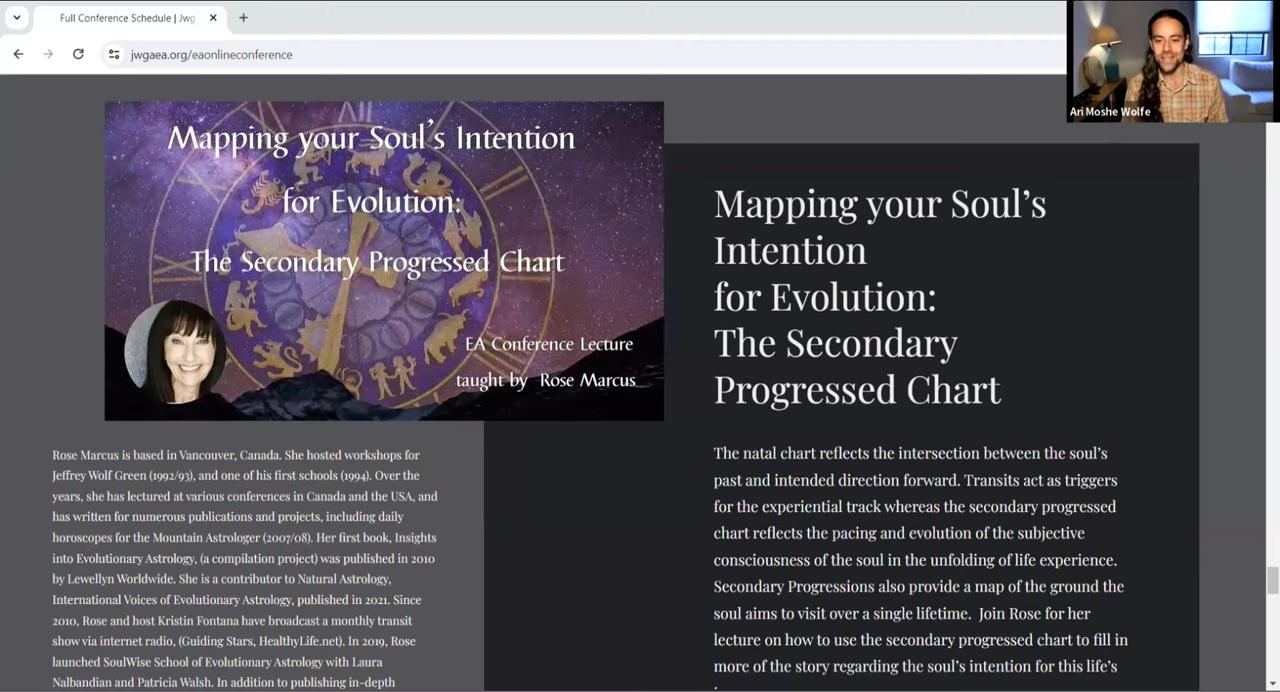 Full Conference Schedule | Jwg
jwgaea.org/eaonlineconference
Ari Moshe Wolfe
Mapping your Soul's Intention
for Evolution:
The Secondary Progressed Chart
EA Conference Lecture
taught by Rose Marcus
Mapping your Soul's
Intention
for Evolution:
The Secondary
Progressed Chart
Rose Marcus is based in Vancouver, Canada. She hosted workshops for
Jeffrey Wolf Green (1992/93), and one of his first schools (1994). Over the
years, she has lectured at various conferences in Canada and the USA, and
has written for numerous publications and projects, including daily
horoscopes for the Mountain Astrologer (2007/08). Her first book, Insights
into Evolutionary Astrology, (a compilation project) was published in 2010
by Lewellyn Worldwide. She is a contributor to Natural Astrology,
International Voices of Evolutionary Astrology, published in 2021. Since
2010, Rose and host Kristin Fontana have broadcast a monthly transit
show via internet radio, (Guiding Stars, HealthyLife.net). In 2019, Rose
launched SoulWise School of Evolutionary Astrology with Laura
Nalbandian and Patricia Walsh. In addition to publishing in-depth
The natal chart reflects the intersection between the soul's
past and intended direction forward. Transits act as triggers
for the experiential track whereas the secondary progressed
chart reflects the pacing and evolution of the subjective
consciousness of the soul in the unfolding of life experience.
Secondary Progressions also provide a map of the ground the
soul aims to visit over a single lifetime. Join Rose for her
lecture on how to use the secondary progressed chart to fill in
more of the story regarding the soul's intention for this life's